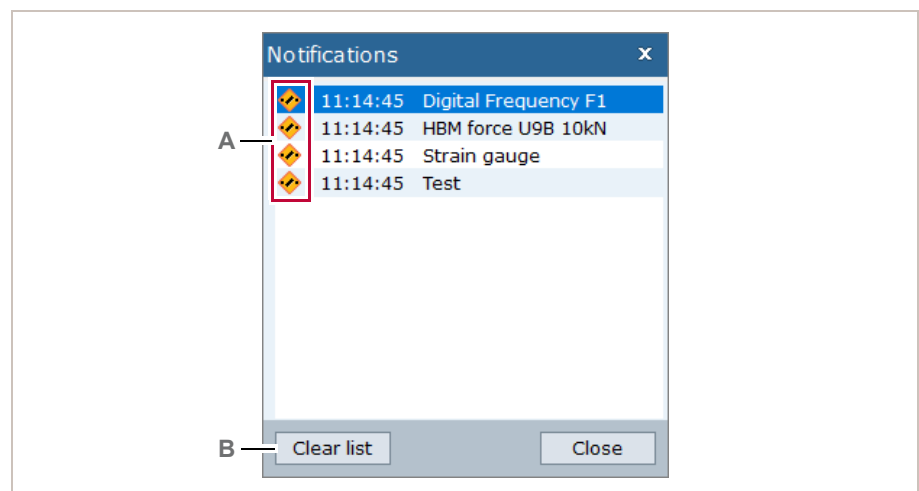 Notifications x
11:14:45 Digital Frequency F1
A 11:14:45 HBM force U9B 10kN
11:14:45 Strain gauge
11:14:45 Test
B Clear list Close